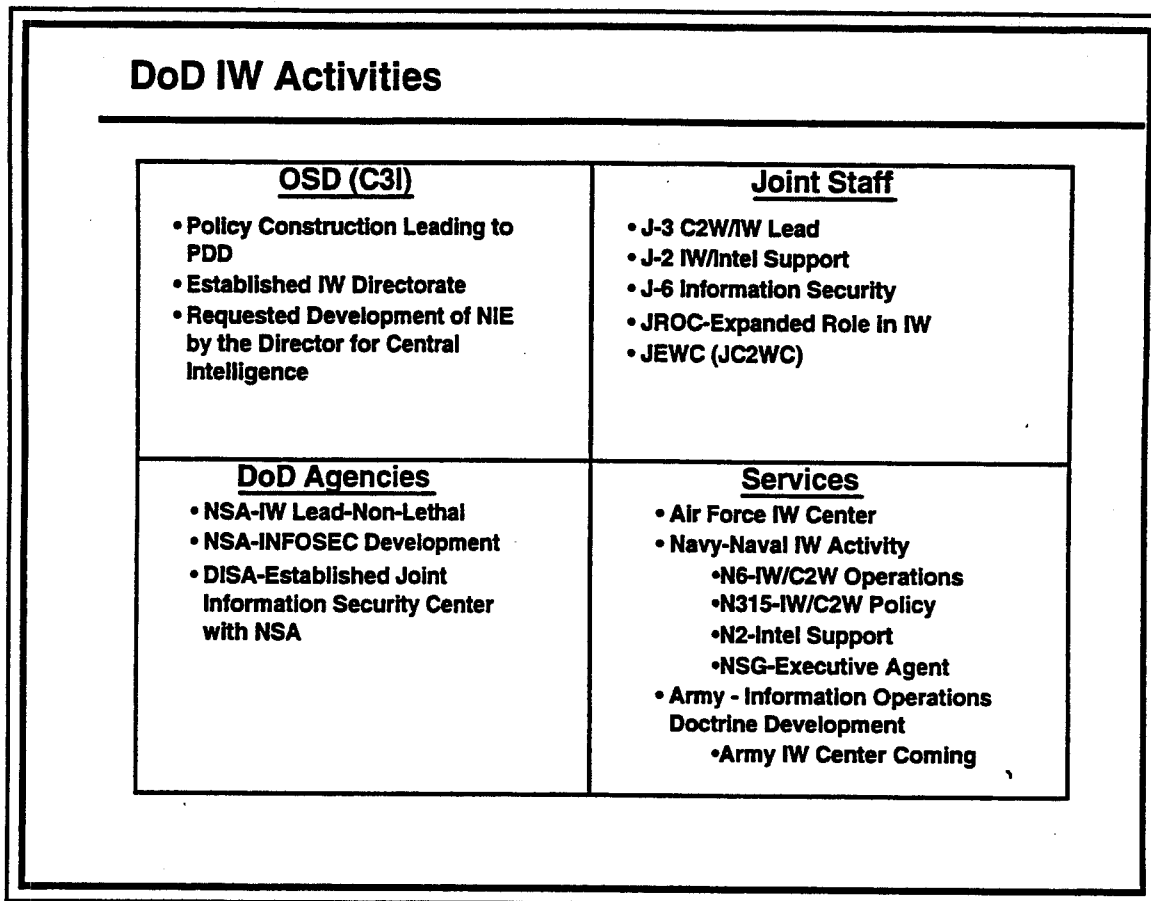 DoD IW Activities
OSD (C3I)
• Policy Construction Leading to
PDD
• Established IW Directorate
• Requested Development of NIE
by the Director for Central
Intelligence
Joint Staff
• J-3 C2W/IW Lead
• J-2 IW/Intel Support
• J-6 Information Security
• JROC-Expanded Role in IW
• JEWC (JC2WC)
DoD Agencies
• NSA-IW Lead-Non-Lethal
• NSA-INFOSEC Development
• DISA-Established Joint
Information Security Center
with NSA
Services
• Air Force IW Center
• Navy-Naval IW Activity
•N6-IW/C2W Operations
•N315-IW/C2W Policy
•N2-Intel Support
•NSG-Executive Agent
• Army - Information Operations
Doctrine Development
•Army IW Center Coming